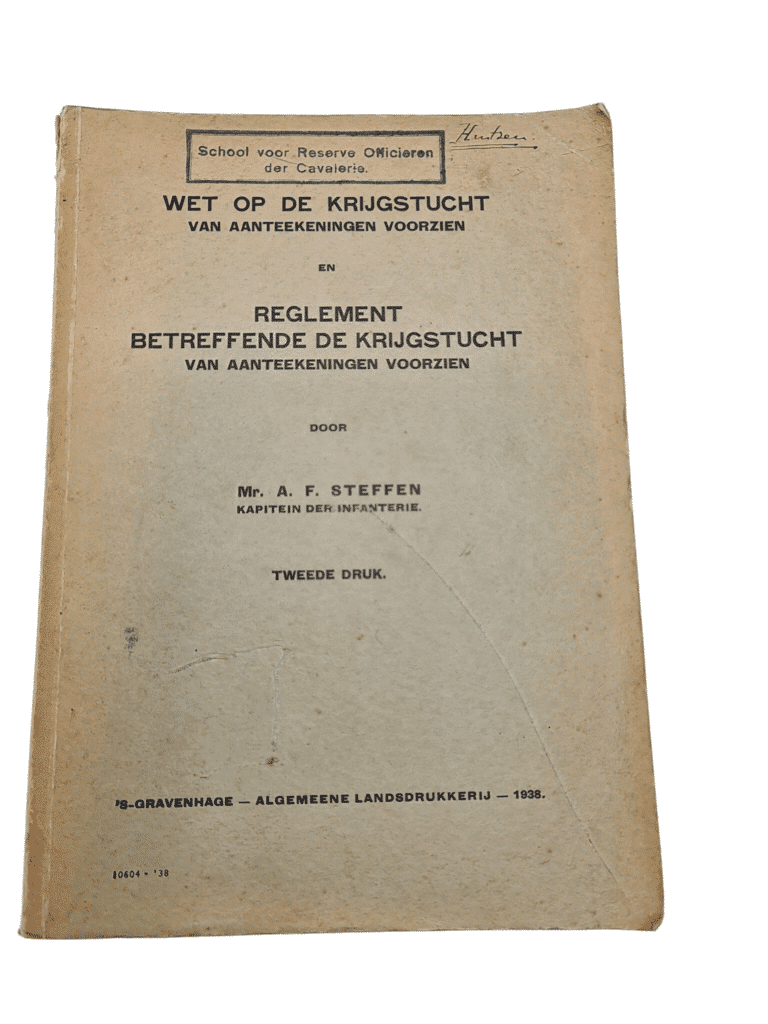 School voor Reserve Officieren
der Cavalerie.
WET OP DE KRIJGSTUCHT
VAN AANTEEKENINGEN VOORZIEN
EN
REGLEMENT
BETREFFENDE DE KRIJGSTUCHT
VAN AANTEEKENINGEN VOORZIEN
DOOR
Mr. A. F. STEFFEN
KAPITEIN DER INFANTERIE.
TWEEDE DRUK.
'S-GRAVENHAGE — ALGEMEENE LANDSDRUKKERIJ — 1938.
10604 - '38